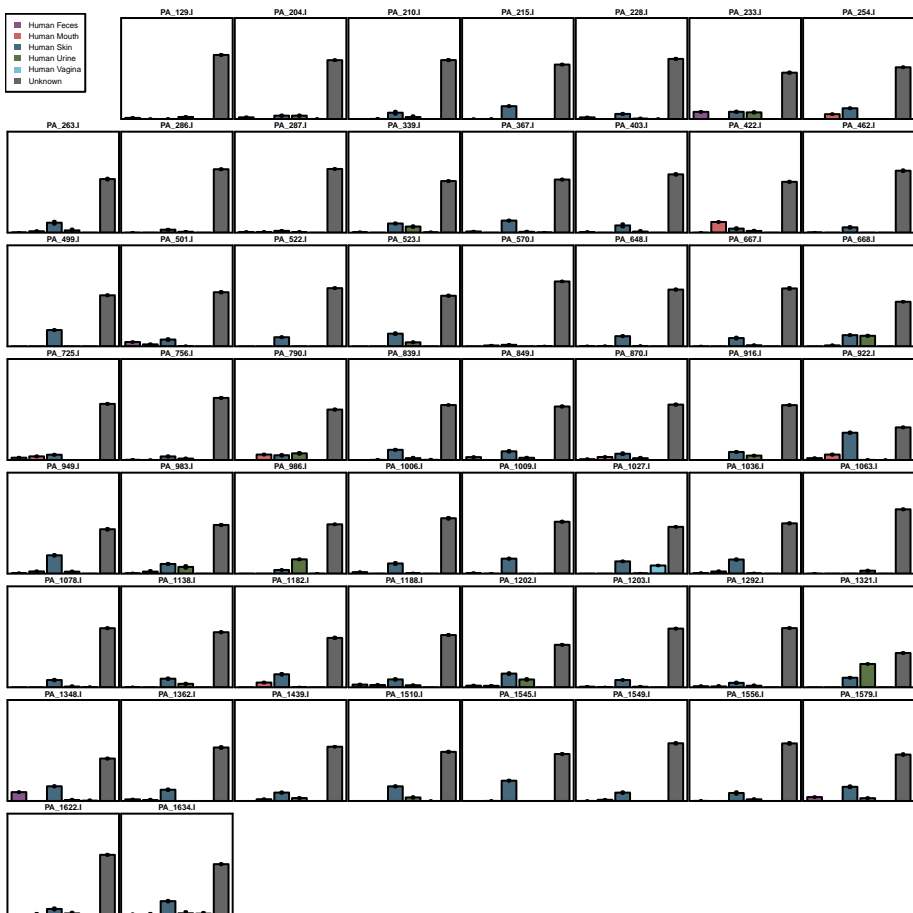 PA_129.I PA_204.I PA_210.I PA_215.I PA_228.I PA_233.I PA_254.I
Human Feces
Human Mouth
Human Skin
Human Urine
Human Vagina
Unknown
PA_263.I PA_286.I PA_287.I PA_339.I PA_367.I PA_403.I PA_422.I PA_462.I
PA_499.I PA_501.I PA_522.I PA_523.I PA_570.I PA_648.I PA_667.I PA_668.I
PA_725.I PA_756.I PA_790.I PA_839.I PA_849.I PA_870.I PA_916.I PA_922.I
PA_949.I PA_983.I PA_986.I PA_1006.I PA_1009.I PA_1027.I PA_1036.I PA_1063.I
PA_1078.I PA_1138.I PA_1182.I PA_1188.I PA_1202.I PA_1203.I PA_1292.I PA_1321.I
PA_1348.I PA_1362.I PA_1439.I PA_1510.I PA_1545.I PA_1549.I PA_1556.I PA_1579.I
PA_1622.I PA_1634.I